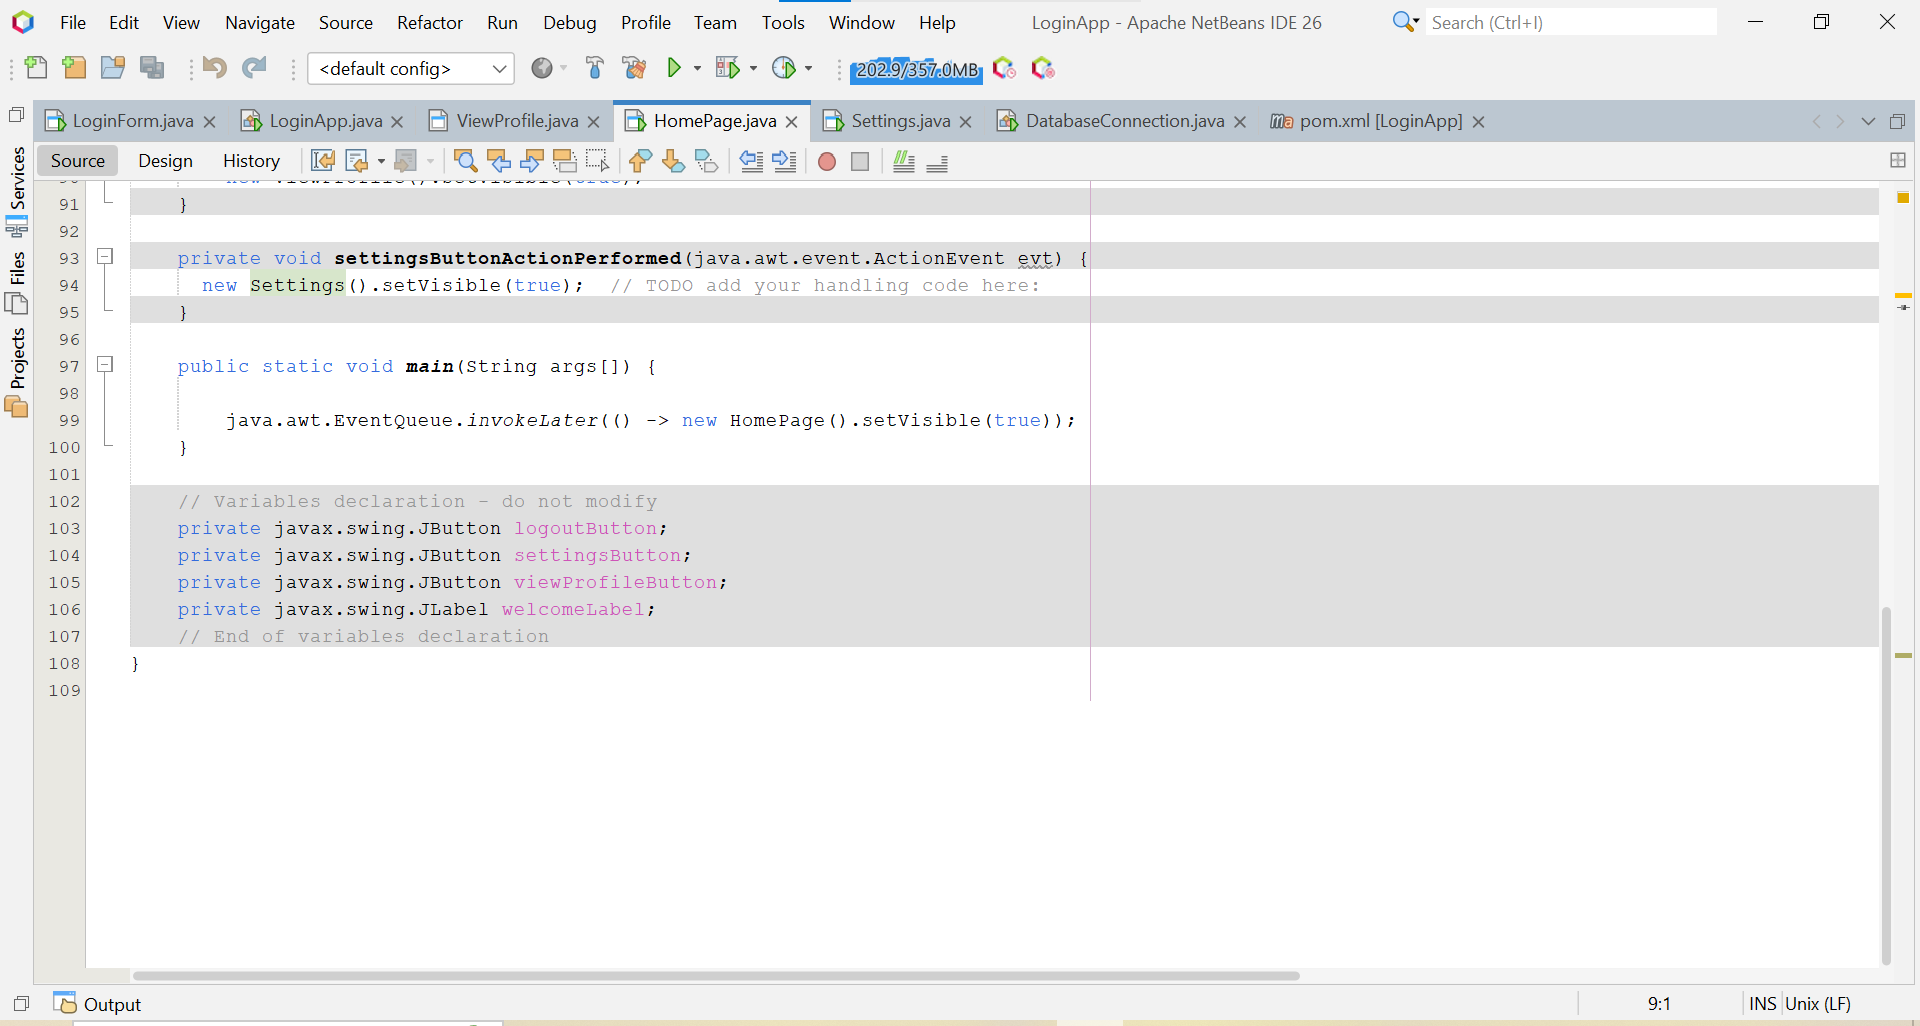 File Edit View Navigate Source Refactor Run Debug Profile Team Tools Window Help LoginApp - Apache NetBeans IDE 26 Search (Ctrl+I)
<default config> 202.9/357.0MB
LoginForm.java LoginApp.java ViewProfile.java HomePage.java Settings.java DatabaseConnection.java pom.xml [LoginApp]
Source Design History
Services
Files
Projects
91 }
92
93 private void settingsButtonActionPerformed(java.awt.event.ActionEvent evt) {
94 new Settings().setVisible(true); // TODO add your handling code here:
95 }
96
97 public static void main(String args[]) {
98
99 java.awt.EventQueue.invokeLater(() -> new HomePage().setVisible(true));
100 }
101
102 // Variables declaration - do not modify
103 private javax.swing.JButton logoutButton;
104 private javax.swing.JButton settingsButton;
105 private javax.swing.JButton viewProfileButton;
106 private javax.swing.JLabel welcomeLabel;
107 // End of variables declaration
108 }
109
Output 9:1 INS Unix (LF)